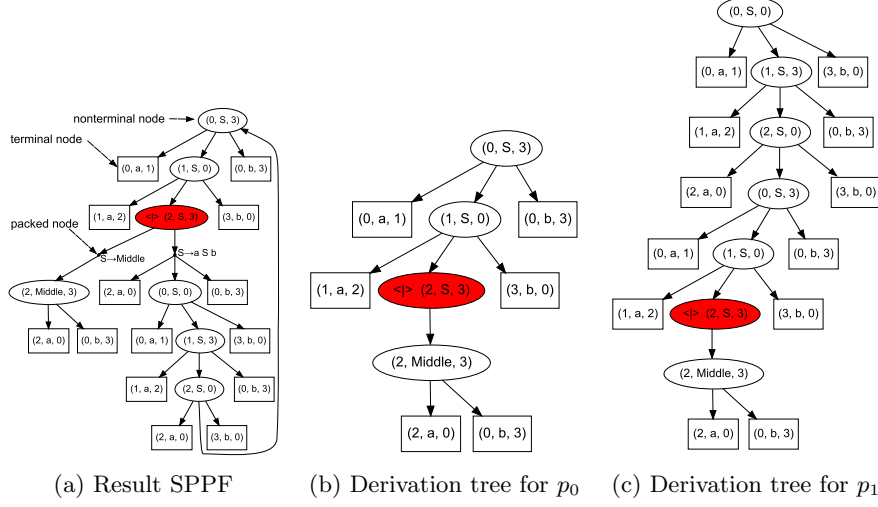 nonterminal node
(0, S, 3)
terminal node
(0, a, 1)
(1, S, 0)
(0, b, 3)
packed node
(1, a, 2)
<|> (2, S, 3)
(3, b, 0)
S→Middle
S→a S b
(2, Middle, 3)
(2, a, 0)
(0, S, 0)
(0, b, 3)
(2, a, 0)
(0, b, 3)
(0, a, 1)
(1, S, 3)
(3, b, 0)
(1, a, 2)
(2, S, 0)
(0, b, 3)
(2, a, 0)
(3, b, 0)
(a) Result SPPF
(0, S, 3)
(0, a, 1)
(1, S, 0)
(0, b, 3)
(1, a, 2)
<|> (2, S, 3)
(3, b, 0)
(2, Middle, 3)
(2, a, 0)
(0, b, 3)
(b) Derivation tree for p0
(0, S, 0)
(0, a, 1)
(1, S, 3)
(3, b, 0)
(1, a, 2)
(2, S, 0)
(0, b, 3)
(2, a, 0)
(0, S, 3)
(3, b, 0)
(0, a, 1)
(1, S, 0)
(0, b, 3)
(1, a, 2)
<|> (2, S, 3)
(3, b, 0)
(2, Middle, 3)
(2, a, 0)
(0, b, 3)
(c) Derivation tree for p1